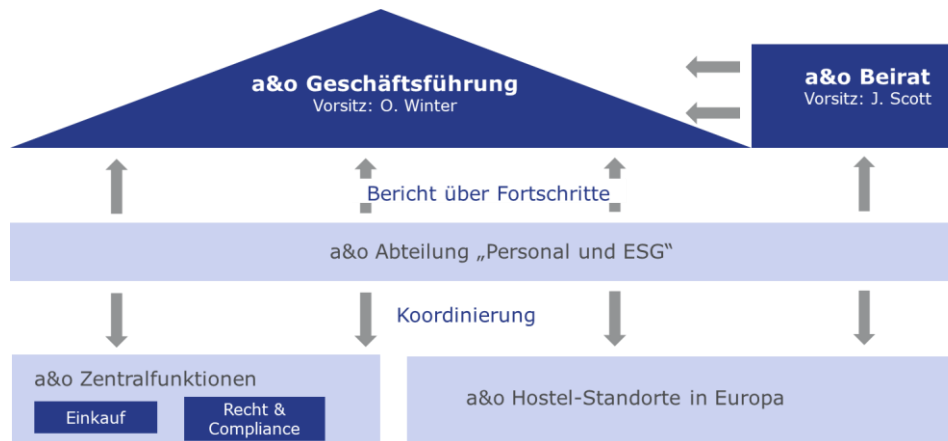 a&o Geschäftsführung
Vorsitz: O. Winter
a&o Beirat
Vorsitz: J. Scott
Bericht über Fortschritte
a&o Abteilung „Personal und ESG“
Koordinierung
a&o Zentralfunktionen
Einkauf
Recht &
Compliance
a&o Hostel-Standorte in Europa